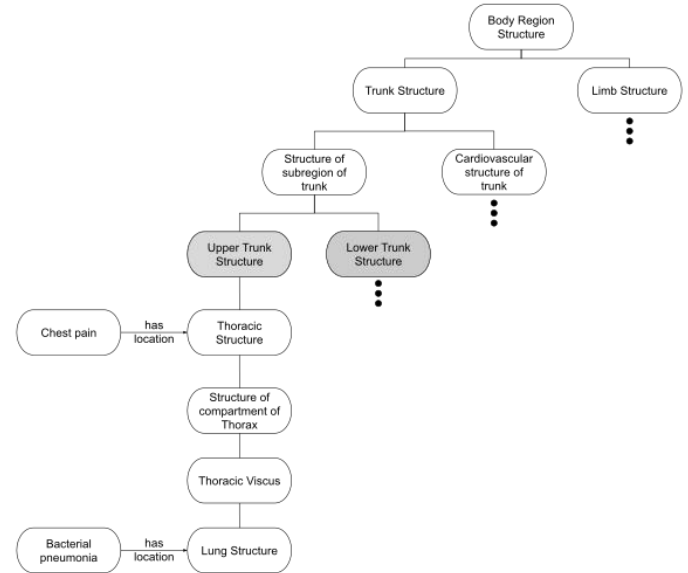 Body Region
Structure
Trunk Structure
Limb Structure
Structure of
subregion of
trunk
Cardiovascular
structure of
trunk
Upper Trunk
Structure
Lower Trunk
Structure
Chest pain
has
location
Thoracic
Structure
Structure of
compartment of
Thorax
Thoracic Viscus
Bacterial
pneumonia
has
location
Lung Structure